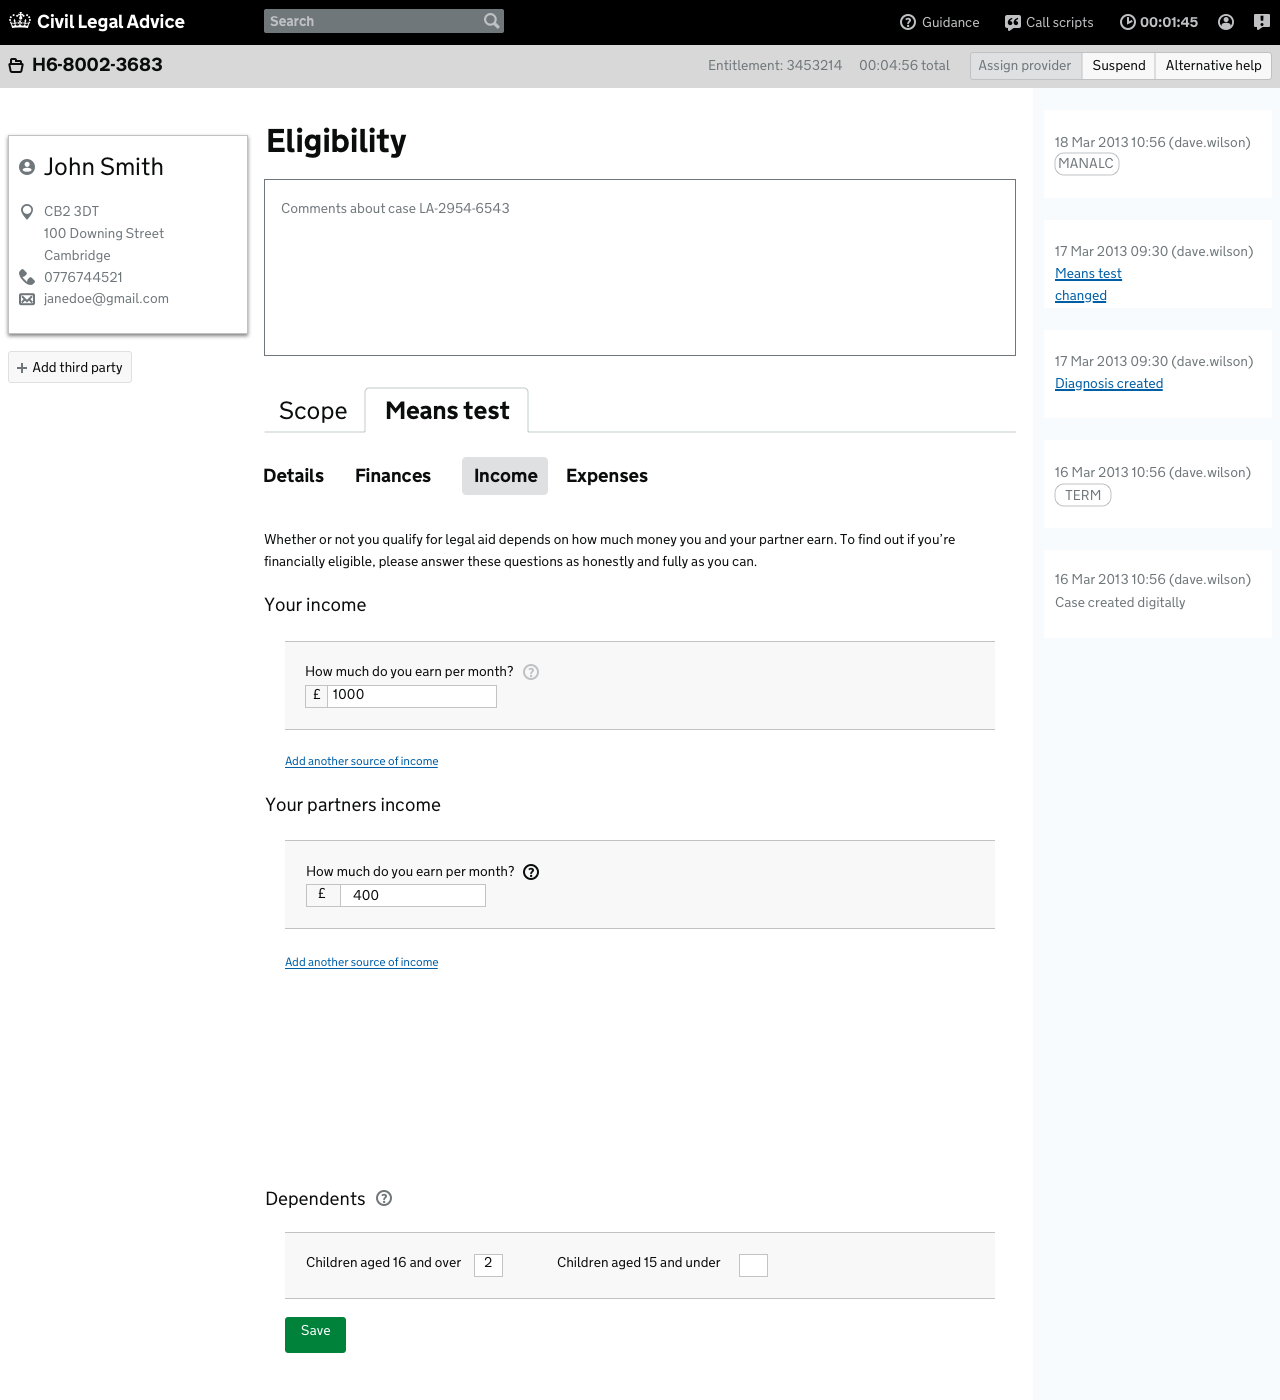 Civil Legal Advice
Search
Guidance
Call scripts
00:01:45
H6-8002-3683
Entitlement: 3453214
00:04:56 total
Assign provider
Suspend
Alternative help
John Smith
CB2 3DT
100 Downing Street
Cambridge
0776744521
janedoe@gmail.com
+ Add third party
Eligibility
Comments about case LA-2954-6543
Scope
Means test
Details
Finances
Income
Expenses
Whether or not you qualify for legal aid depends on how much money you and your partner earn. To find out if you’re
financially eligible, please answer these questions as honestly and fully as you can.
Your income
How much do you earn per month? ?
£ 1000
Add another source of income
Your partners income
How much do you earn per month? ?
£ 400
Add another source of income
Dependents ?
Children aged 16 and over 2
Children aged 15 and under
Save
18 Mar 2013 10:56 (dave.wilson)
MANALC
17 Mar 2013 09:30 (dave.wilson)
Means test
changed
17 Mar 2013 09:30 (dave.wilson)
Diagnosis created
16 Mar 2013 10:56 (dave.wilson)
TERM
16 Mar 2013 10:56 (dave.wilson)
Case created digitally